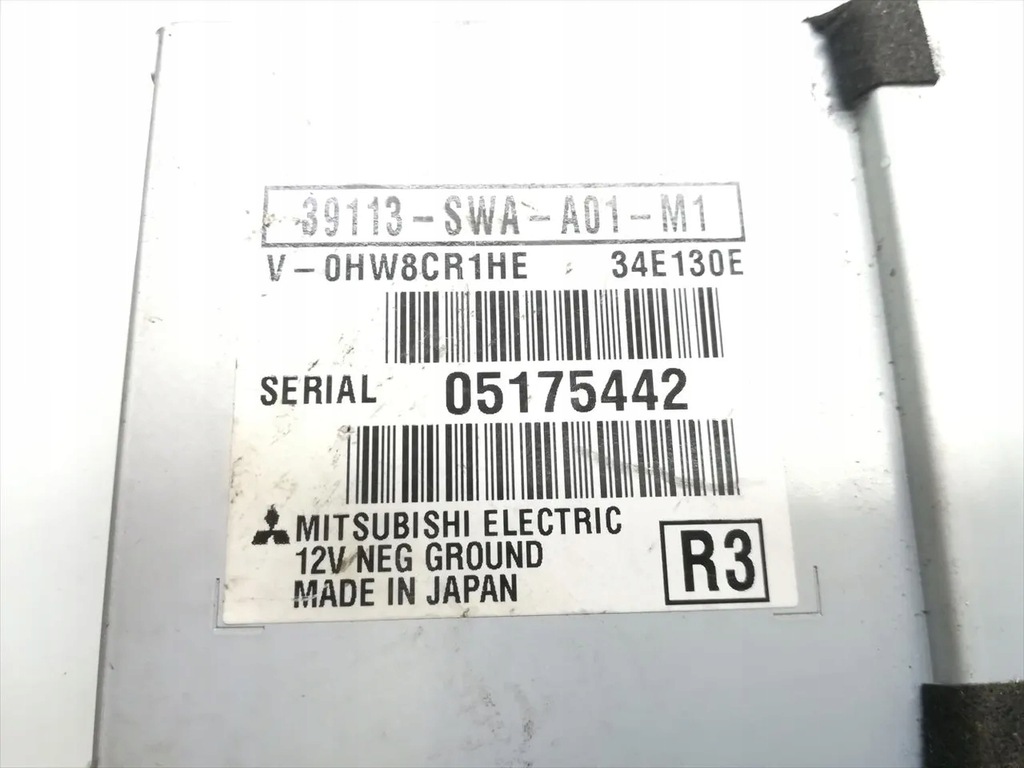 39113-SWA-A01-M1
V-0HW8CR1HE 34E130E
SERIAL 05175442
MITSUBISHI ELECTRIC
12V NEG GROUND
MADE IN JAPAN
R3